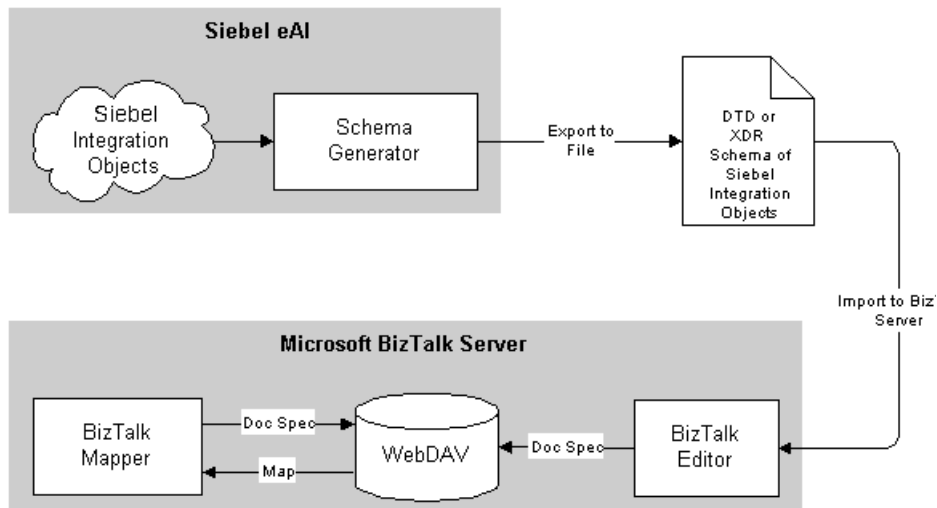 Siebel eAI
Siebel
Integration
Objects
Schema
Generator
Export to
File
DTD or
XDR
Schema of
Siebel
Integration
Objects
Import to Biz
Server
Microsoft BizTalk Server
BizTalk
Mapper
Doc Spec
Map
WebDAV
Doc Spec
BizTalk
Editor